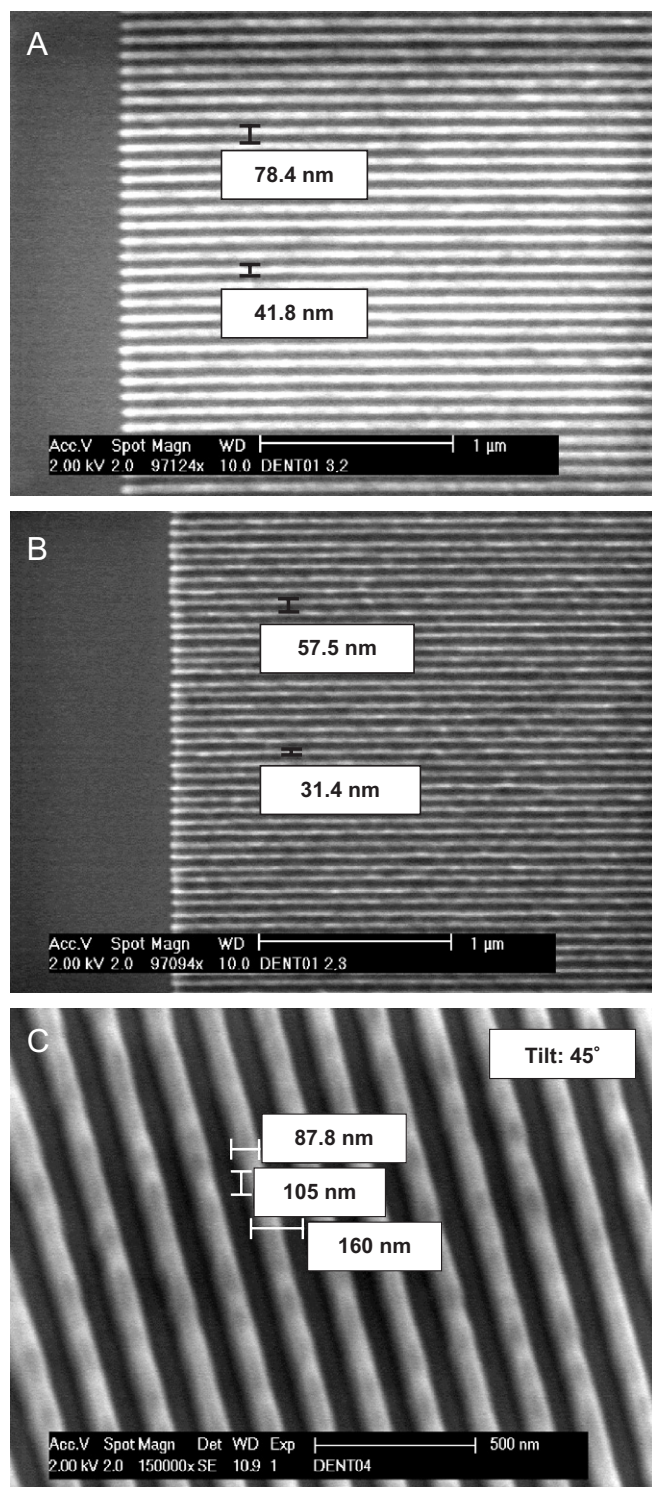 A
78.4 nm
41.8 nm
Acc.V Spot Magn WD 1 µm
2.00 kV 2.0 97124x 10.0 DENT01 3.2
B
57.5 nm
31.4 nm
Acc.V Spot Magn WD 1 µm
2.00 kV 2.0 97094x 10.0 DENT01 2.3
C
Tilt: 45°
87.8 nm
105 nm
160 nm
Acc.V Spot Magn Det WD Exp 500 nm
2.00 kV 2.0 150000x SE 10.9 1 DENT04